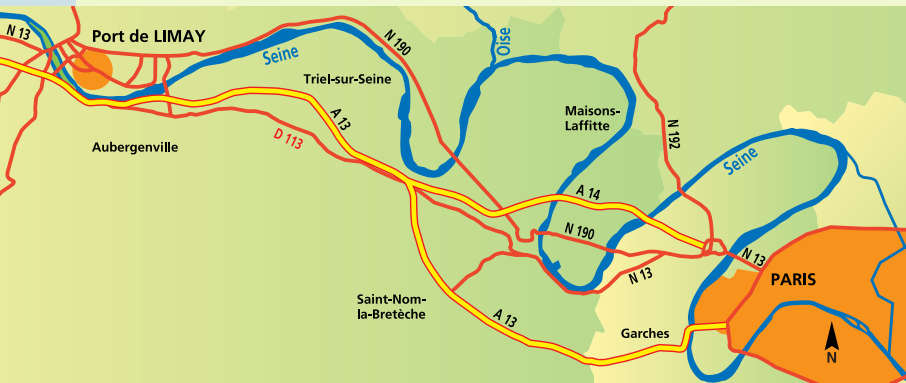 N 13
Port de LIMAY
Seine
N 190
Oise
Triel-sur-Seine
Maisons-
Laffitte
N 192
A 13
D 113
Aubergenville
Seine
A 14
N 190
N 13
N 13
PARIS
Saint-Nom-
la-Bretèche
A 13
Garches
N